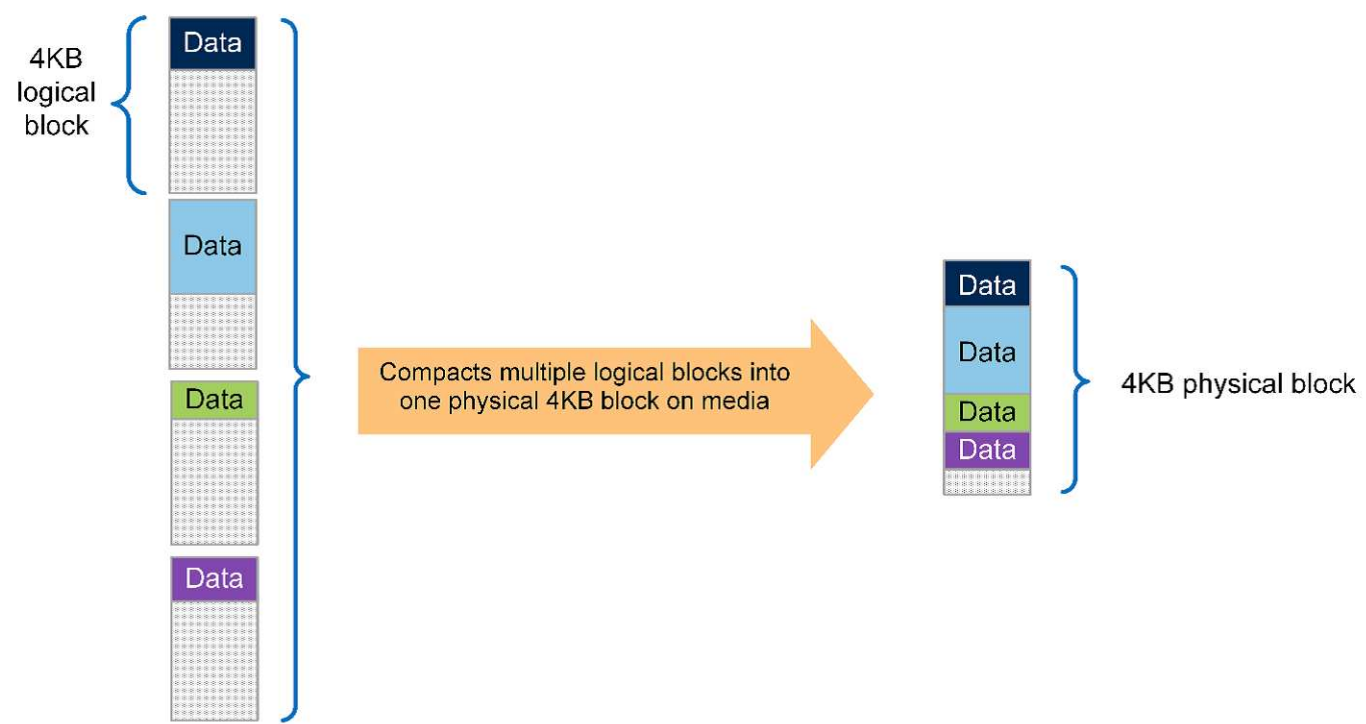 4KB
logical
block
Data
Data
Data
Data
Compacts multiple logical blocks into
one physical 4KB block on media
Data
Data
Data
Data
4KB physical block